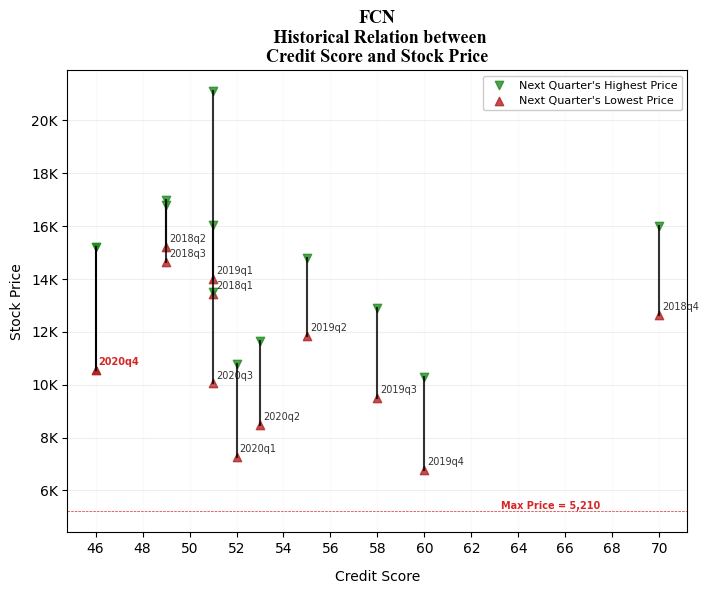 FCN
Historical Relation between
Credit Score and Stock Price
Next Quarter's Highest Price
Next Quarter's Lowest Price
20K
18K
16K
14K
12K
10K
8K
6K
Stock Price
2018q2
2018q3
2019q1
2018q1
2018q4
2019q2
2020q4
2020q3
2019q3
2020q2
2020q1
2019q4
Max Price = 5,210
46 48 50 52 54 56 58 60 62 64 66 68 70
Credit Score